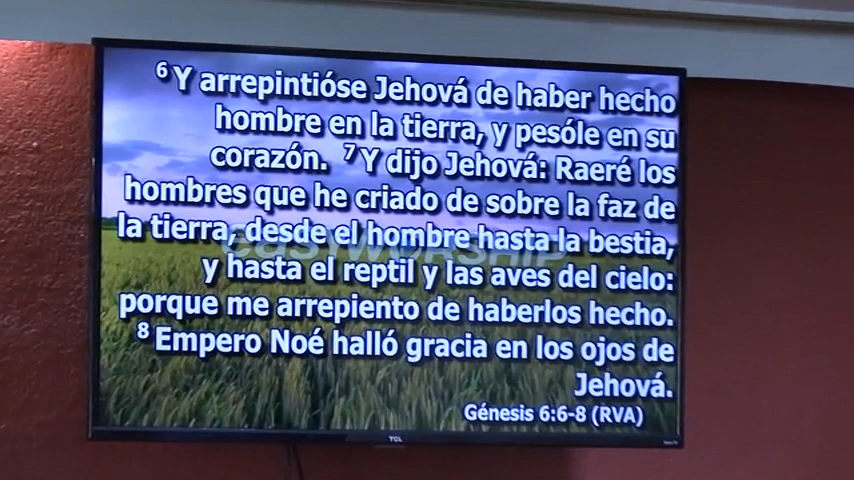 6 Y arrepintióse Jehová de haber hecho
hombre en la tierra, y pesóle en su
corazón. 7 Y dijo Jehová: Raeré los
hombres que he criado de sobre la faz de
la tierra, desde el hombre hasta la bestia,
y hasta el reptil y las aves del cielo:
porque me arrepiento de haberlos hecho.
8 Empero Noé halló gracia en los ojos de
Jehová.
Génesis 6:6-8 (RVA)
EASYWORSHIP
TCL